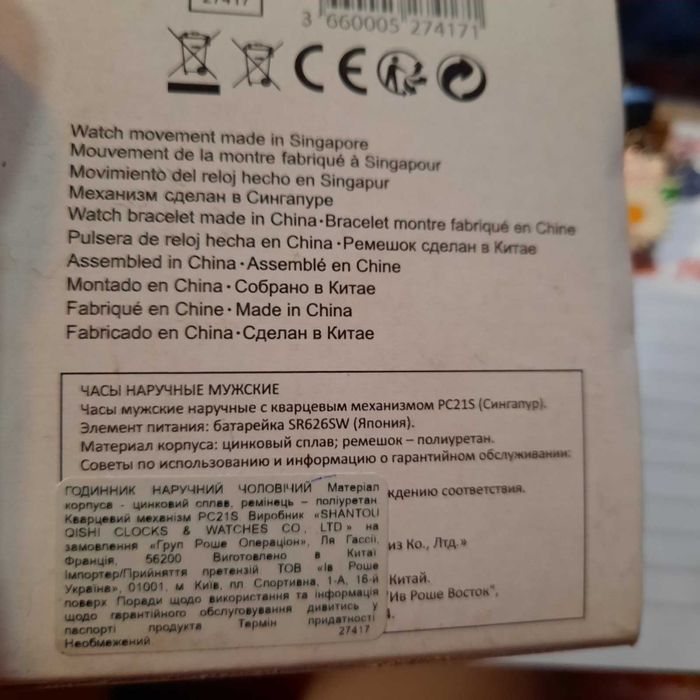 27417
3 660005 274171
Watch movement made in Singapore
Mouvement de la montre fabriqué à Singapour
Movimiento del reloj hecho en Singapur
Механизм сделан в Сингапуре
Watch bracelet made in China·Bracelet montre fabriqué en Chine
Pulsera de reloj hecha en China·Ремешок сделан в Китае
Assembled in China·Assemblé en Chine
Montado en China·Собрано в Китае
Fabriqué en Chine·Made in China
Fabricado en China·Сделан в Китае
ЧАСЫ НАРУЧНЫЕ МУЖСКИЕ
Часы мужские наручные с кварцевым механизмом PC21S (Сингапур).
Элемент питания: батарейка SR626SW (Япония).
Материал корпуса: цинковый сплав; ремешок – полиуретан.
Советы по использованию и информацию о гарантийном обслуживании:
ждению соответствия.
из Ко., Лтд.»
Китай.
"Ив Роше Восток",
ГОДИННИК НАРУЧНИЙ ЧОЛОВІЧИЙ Матеріал
корпуса - цинковий сплав, ремінець – поліуретан.
Кварцевий механізм PC21S. Виробник «SHANTOU
QISHI CLOCKS & WATCHES CO., LTD» на
замовлення «Груп Роше Операціон», Ля Гассії,
56200 Франція. Виготовлено в Китаї
Імпортер/Прийняття претензій ТОВ «Ів Роше
Україна», 01001, м Київ, пл. Спортивна, 1-А, 16-й
поверх Поради щодо використання та інформація
щодо гарантійного обслуговування дивитись у
паспорті продукта Термін придатності
Необмежений 27417